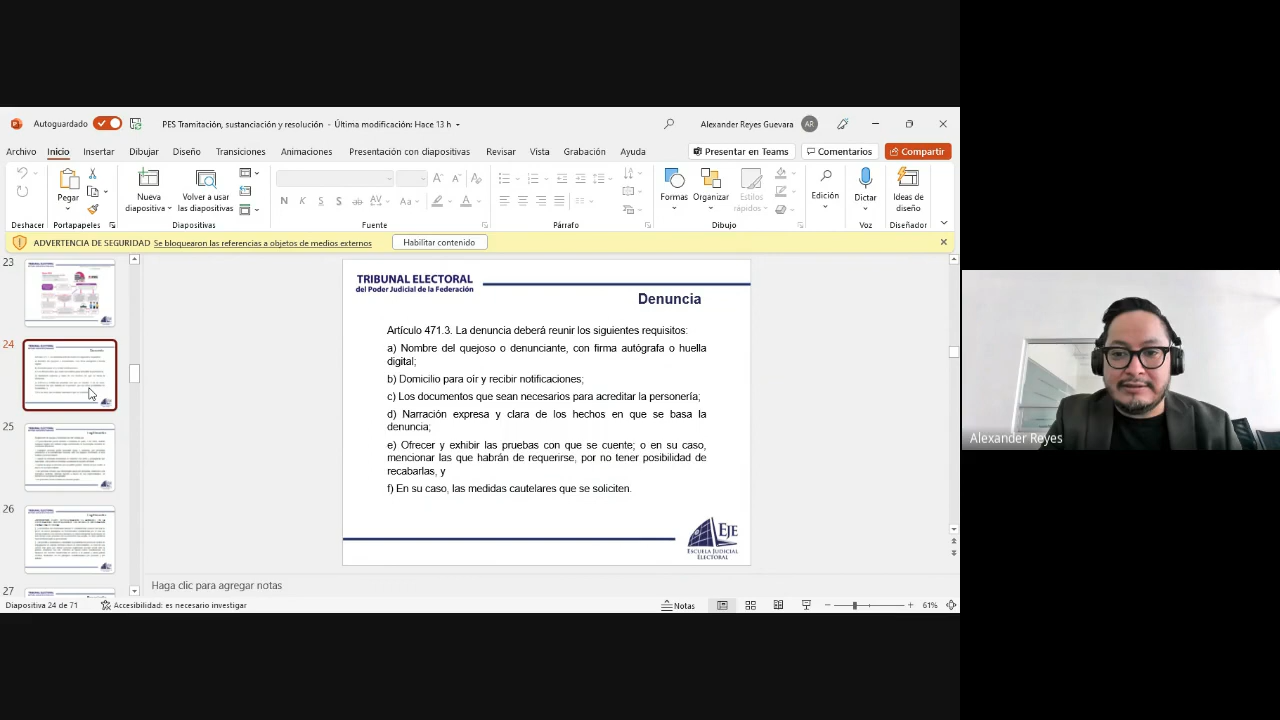 Autoguardado
PES Tramitación, sustanciación y resolución - Última modificación: Hace 13 h
Alexander Reyes Guevara
AR
Archivo Inicio Insertar Dibujar Diseño Transiciones Animaciones Presentación con diapositivas Revisar Vista Grabación Ayuda
Presentar en Teams
Comentarios
Compartir
Pegar
Nueva
diapositiva
Volver a usar
las diapositivas
N K S S ab AV Aa A
Formas
Organizar
Estilos
rápidos
Edición
Dictar
Ideas de
diseño
Deshacer Portapapeles Diapositivas Fuente Párrafo Dibujo Voz Diseñador
ADVERTENCIA DE SEGURIDAD Se bloquearon las referencias a objetos de medios externos Habilitar contenido
23
24
25
26
27
TRIBUNAL ELECTORAL
del Poder Judicial de la Federación
Denuncia
Artículo 471.3. La denuncia deberá reunir los siguientes requisitos:
a) Nombre del quejoso o denunciante, con firma autógrafa o huella
digital;
b) Domicilio para oír y recibir notificaciones;
c) Los documentos que sean necesarios para acreditar la personería;
d) Narración expresa y clara de los hechos en que se basa la
denuncia;
e) Ofrecer y exhibir pruebas con que se cuente; o en su caso,
mencionar las que habrán de requerirse, por no tener posibilidad de
recabarlas, y
f) En su caso, las medidas cautelares que se soliciten.
EJE
ESCUELA JUDICIAL
ELECTORAL
Haga clic para agregar notas
Diapositiva 24 de 71
Accesibilidad: es necesario investigar
Notas
61%
Alexander Reyes